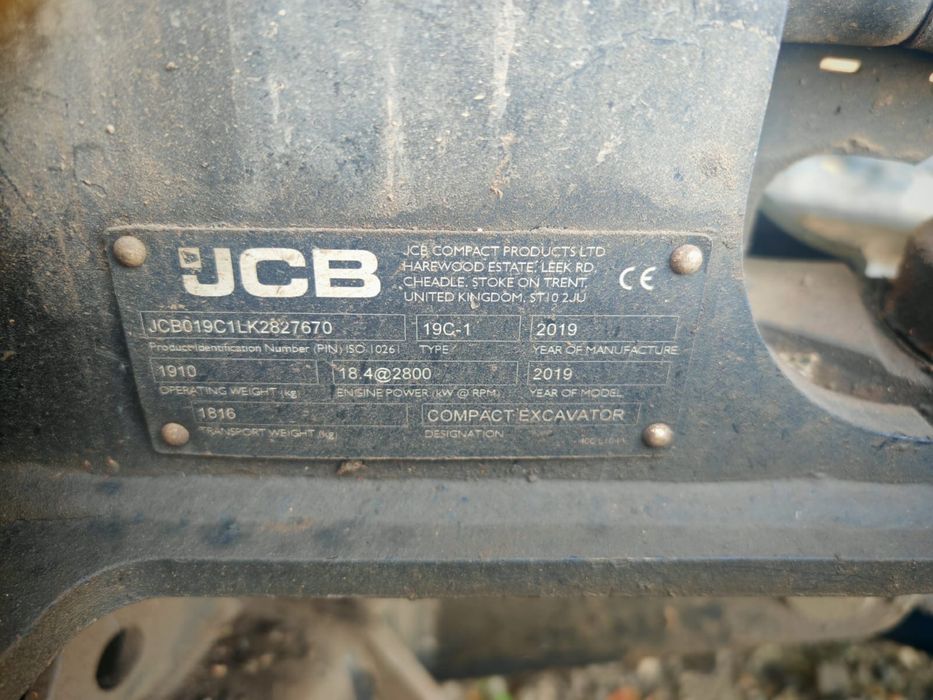 JCB
JCB COMPACT PRODUCTS LTD
HAREWOOD ESTATE, LEEK RD,
CHEADLE, STOKE ON TRENT,
UNITED KINGDOM, ST10 2JU
CE
JCB019C1LK2827670 19C-1 2019
Product Identification Number (PIN) ISO 10261 TYPE YEAR OF MANUFACTURE
1910 18.4@2800 2019
OPERATING WEIGHT (kg) ENGINE POWER (kW @ RPM) YEAR OF MODEL
1816 COMPACT EXCAVATOR
TRANSPORT WEIGHT (kg) DESIGNATION